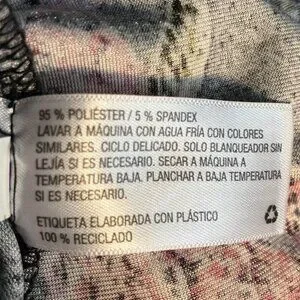 95 % POLIÉSTER / 5 % SPANDEX
LAVAR A MÁQUINA CON AGUA FRÍA CON COLORES
SIMILARES. CICLO DELICADO. SOLO BLANQUEADOR SIN
LEJÍA SI ES NECESARIO. SECAR A MÁQUINA A
TEMPERATURA BAJA. PLANCHAR A BAJA TEMPERATURA
SI ES NECESARIO.
ETIQUETA ELABORADA CON PLÁSTICO
100 % RECICLADO